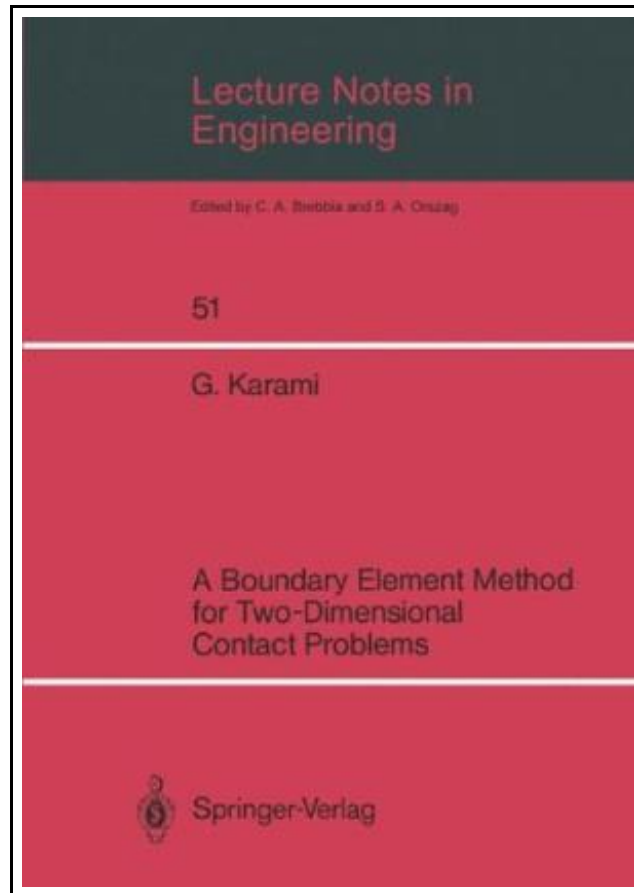 Lecture Notes in
Engineering
Edited by C. A. Brebbia and S. A. Orszag
51
G. Karami
A Boundary Element Method
for Two-Dimensional
Contact Problems
Springer-Verlag